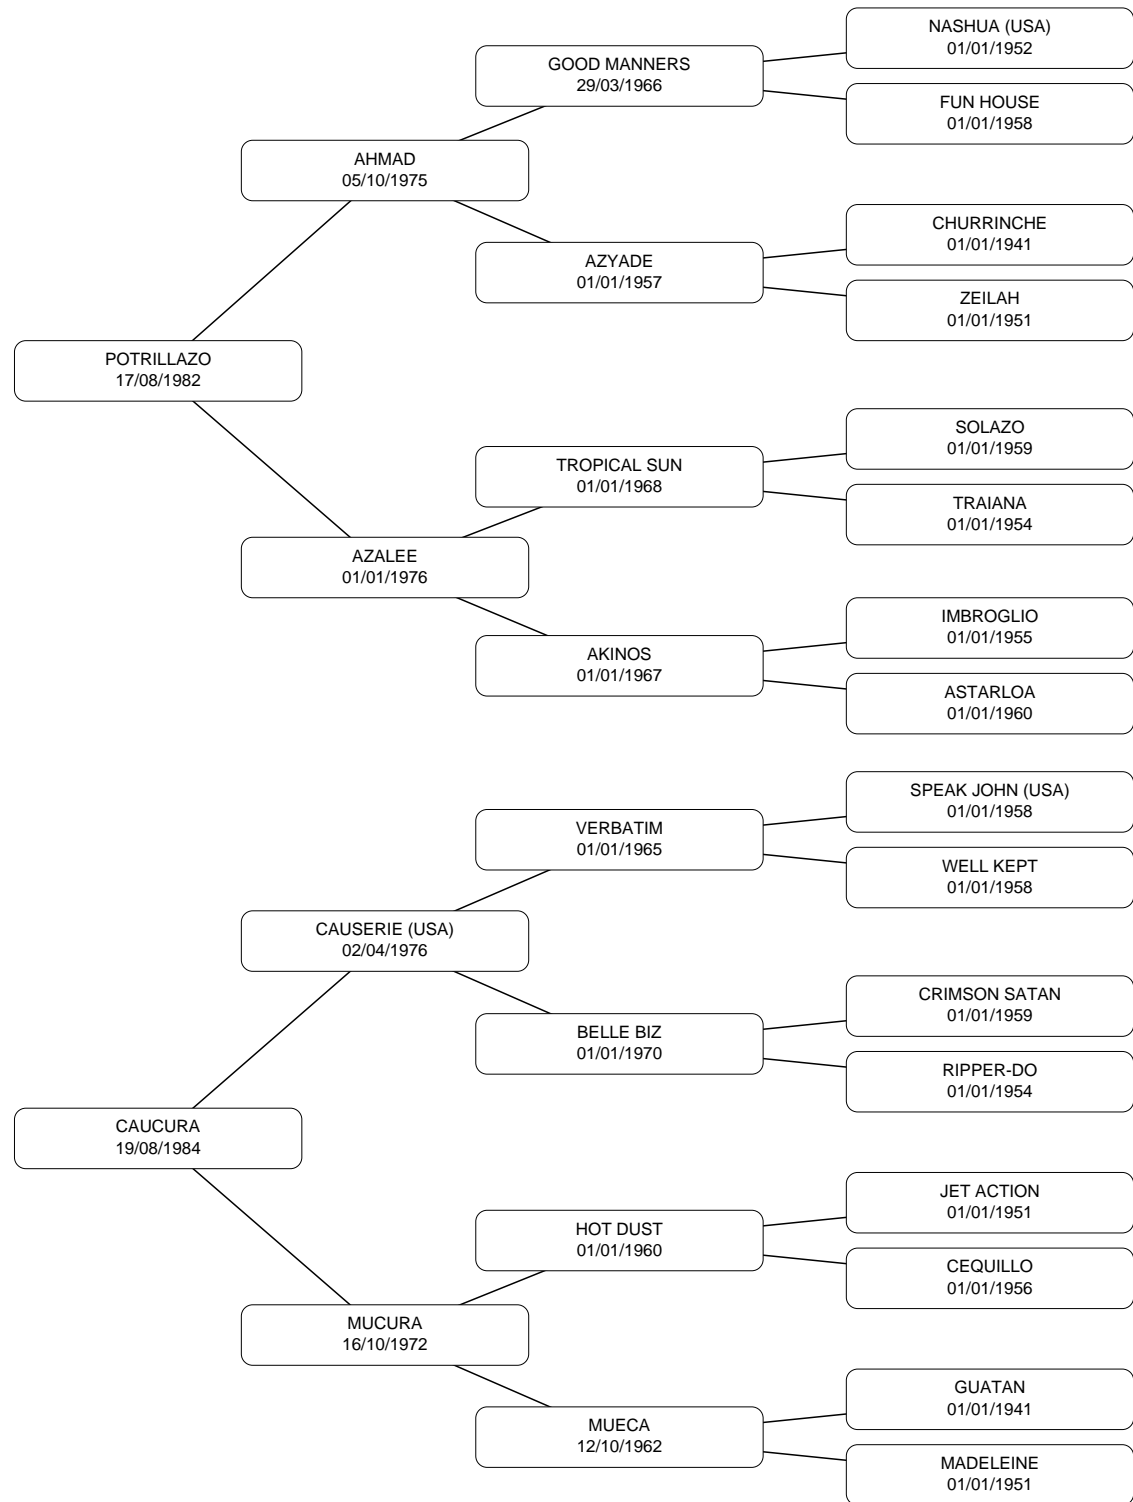 NASHUA (USA)
01/01/1952
GOOD MANNERS
29/03/1966
FUN HOUSE
01/01/1958
AHMAD
05/10/1975
CHURRINCHE
01/01/1941
AZYADE
01/01/1957
ZEILAH
01/01/1951
POTRILLAZO
17/08/1982
SOLAZO
01/01/1959
TROPICAL SUN
01/01/1968
TRAIANA
01/01/1954
AZALEE
01/01/1976
IMBROGLIO
01/01/1955
AKINOS
01/01/1967
ASTARLOA
01/01/1960
SPEAK JOHN (USA)
01/01/1958
VERBATIM
01/01/1965
WELL KEPT
01/01/1958
CAUSERIE (USA)
02/04/1976
CRIMSON SATAN
01/01/1959
BELLE BIZ
01/01/1970
RIPPER-DO
01/01/1954
CAUCURA
19/08/1984
JET ACTION
01/01/1951
HOT DUST
01/01/1960
CEQUILLO
01/01/1956
MUCURA
16/10/1972
GUATAN
01/01/1941
MUECA
12/10/1962
MADELEINE
01/01/1951